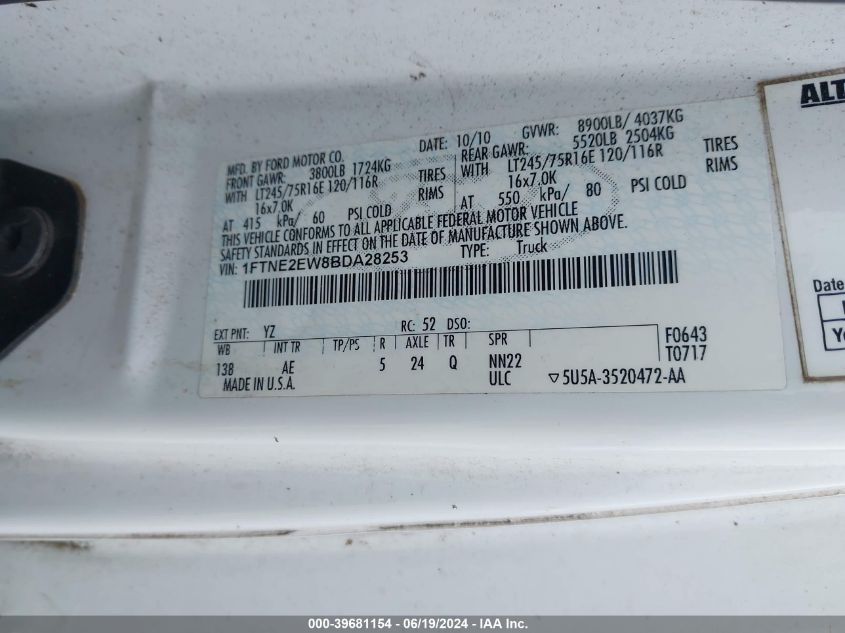 MFD. BY FORD MOTOR CO. DATE: 10/10 GVWR: 8900LB/ 4037KG
FRONT GAWR: 3800LB 1724KG REAR GAWR: 5520LB 2504KG
WITH LT245/75R16E 120/116R TIRES WITH LT245/75R16E 120/116R TIRES
16x7.0K RIMS 16x7.0K RIMS
AT 415 kPa/ 60 PSI COLD AT 550 kPa/ 80 PSI COLD
THIS VEHICLE CONFORMS TO ALL APPLICABLE FEDERAL MOTOR VEHICLE
SAFETY STANDARDS IN EFFECT ON THE DATE OF MANUFACTURE SHOWN ABOVE.
VIN: 1FTNE2EW8BDA28253 TYPE: Truck
EXT PNT: YZ RC: 52 DSO:
WB INT TR TP/PS R AXLE TR SPR F0643
138 AE 5 24 Q NN22 T0717
MADE IN U.S.A. ULC ▽5U5A-3520472-AA
ALT
Date
000-39681154 - 06/19/2024 - IAA Inc.